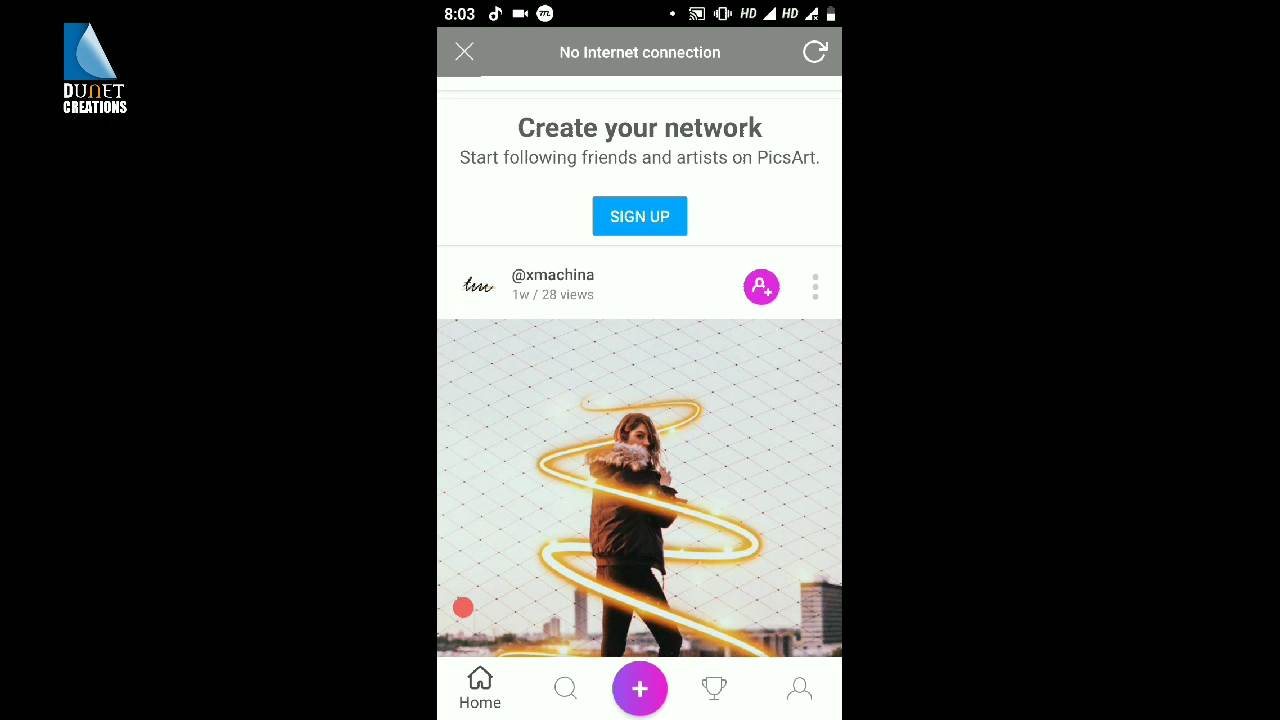 DUNET
CREATIONS
8:03
HD
HD
No Internet connection
Create your network
Start following friends and artists on PicsArt.
SIGN UP
@xmachina
1w / 28 views
Home